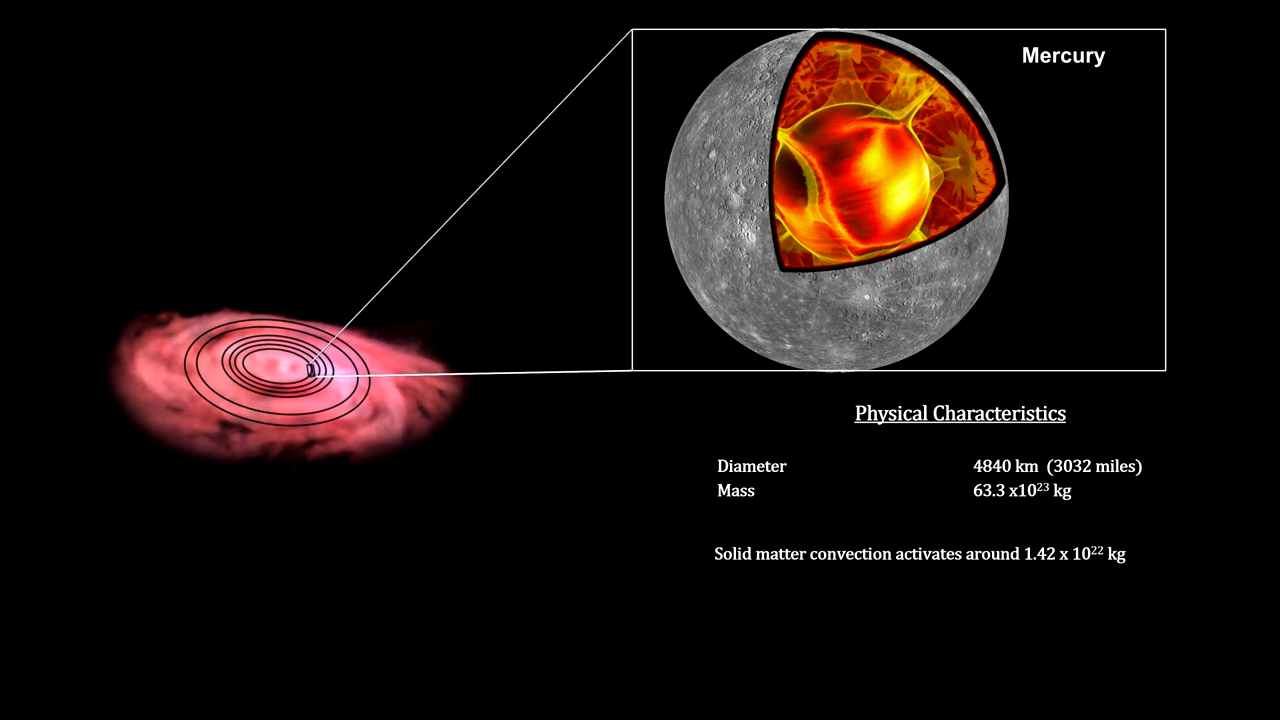 Mercury
Physical Characteristics
Diameter 4840 km (3032 miles)
Mass 63.3 x10²³ kg
Solid matter convection activates around 1.42 x 10²² kg